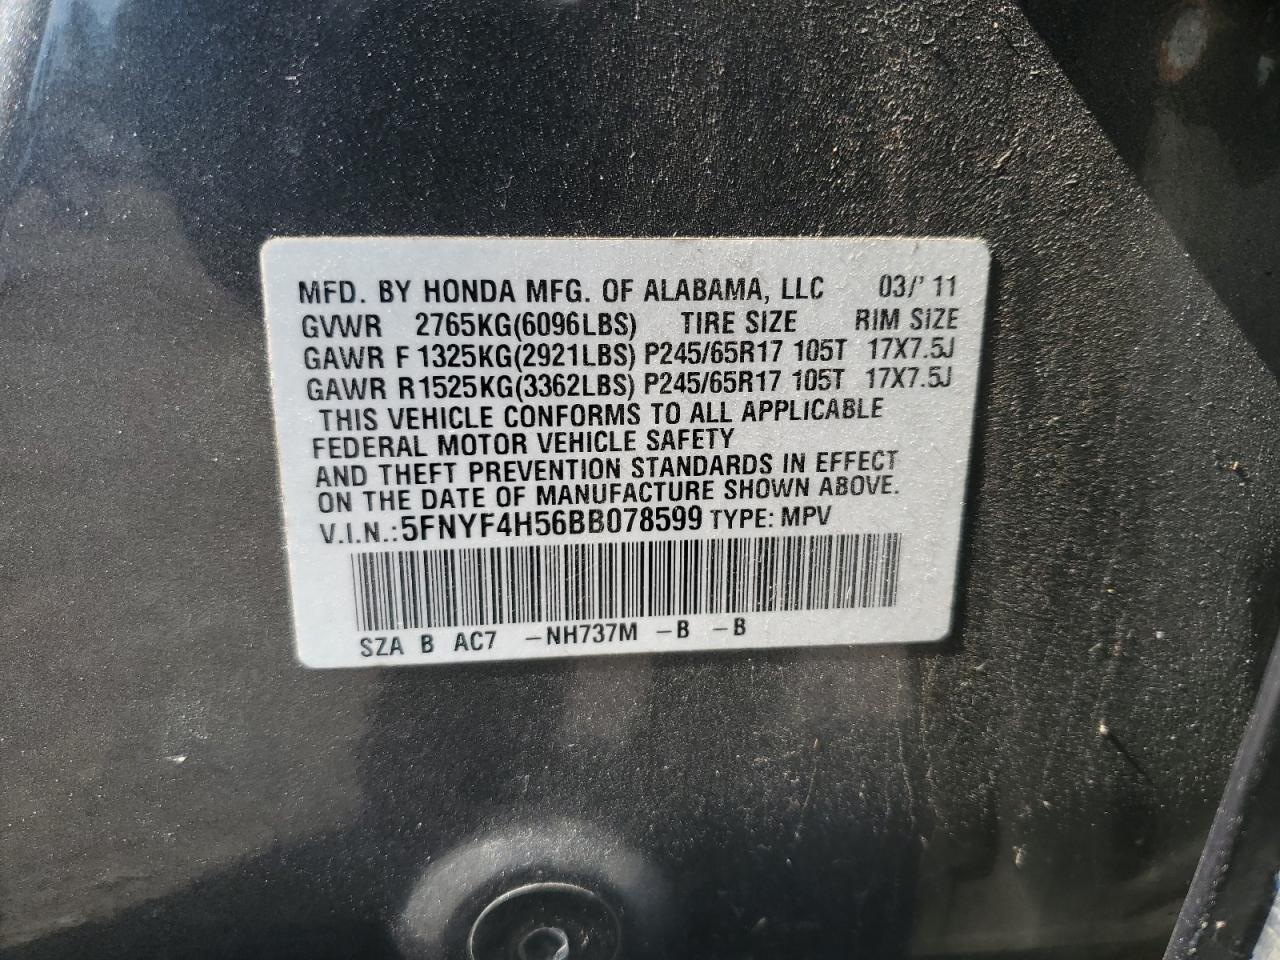 MFD. BY HONDA MFG. OF ALABAMA, LLC 03/'11
GVWR 2765KG(6096LBS) TIRE SIZE RIM SIZE
GAWR F 1325KG(2921LBS) P245/65R17 105T 17X7.5J
GAWR R1525KG(3362LBS) P245/65R17 105T 17X7.5J
THIS VEHICLE CONFORMS TO ALL APPLICABLE
FEDERAL MOTOR VEHICLE SAFETY
AND THEFT PREVENTION STANDARDS IN EFFECT
ON THE DATE OF MANUFACTURE SHOWN ABOVE.
V.I.N.:5FNYF4H56BB078599 TYPE: MPV
SZA B AC7 -NH737M -B -B